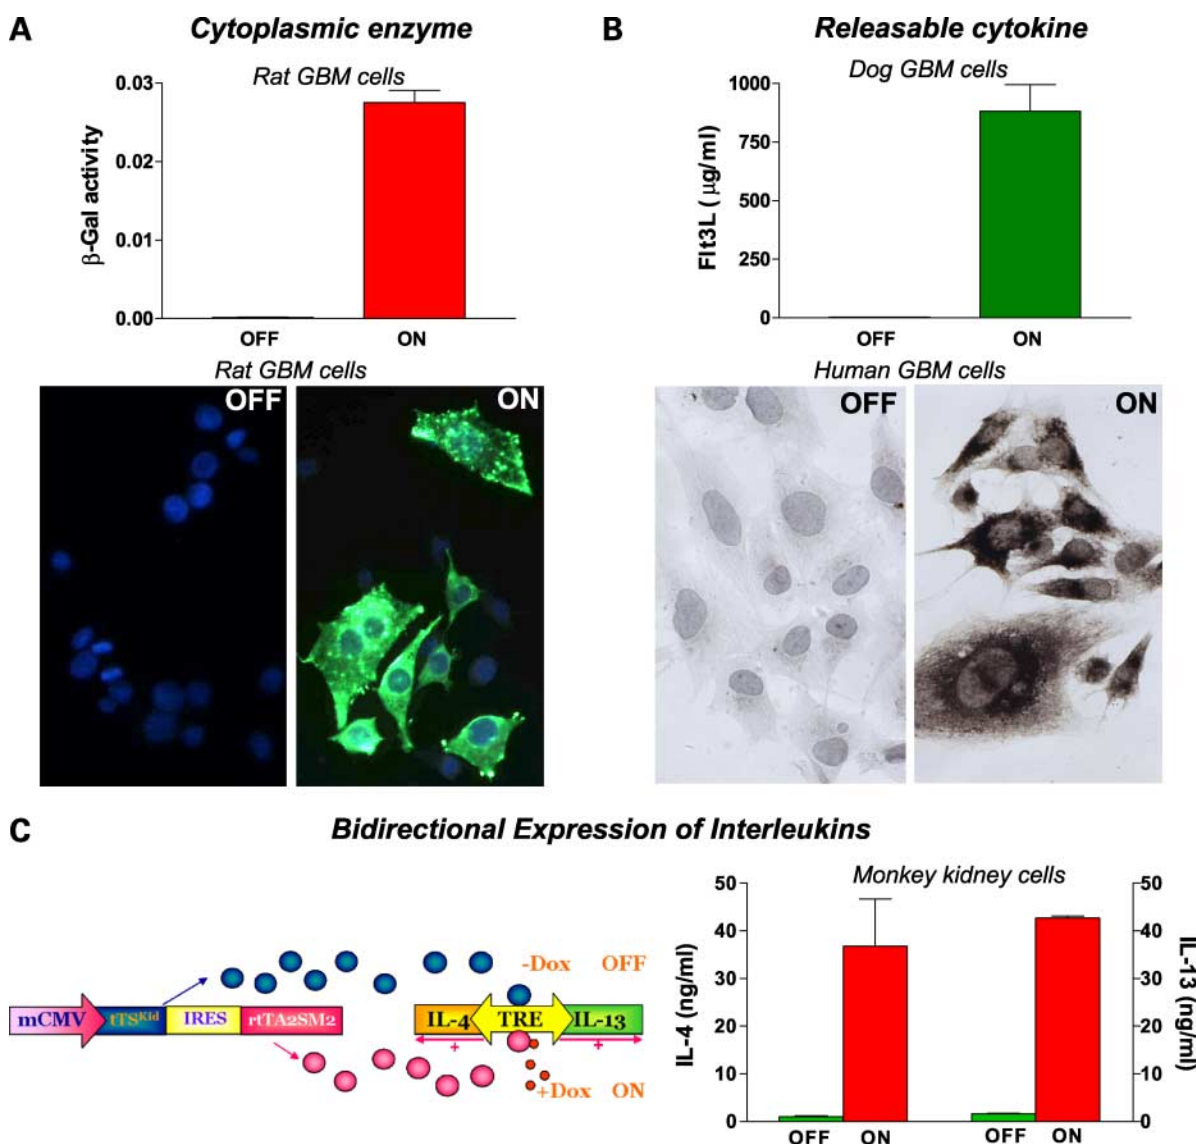 A
Cytoplasmic enzyme
Rat GBM cells
β-Gal activity
0.03
0.02
0.01
0.00
OFF
ON
Rat GBM cells
OFF
ON
B
Releasable cytokine
Dog GBM cells
Flt3L ( μg/ml)
1000
750
500
250
0
OFF
ON
Human GBM cells
OFF
ON
C
Bidirectional Expression of Interleukins
-Dox OFF
mCMV tTSKid IRES rtTA2SM2
IL-4 TRE IL-13
+ +
+Dox ON
Monkey kidney cells
IL-4 (ng/ml)
50
40
30
20
10
0
OFF
ON
OFF
ON
50
40
30
20
10
0
IL-13 (ng/ml)